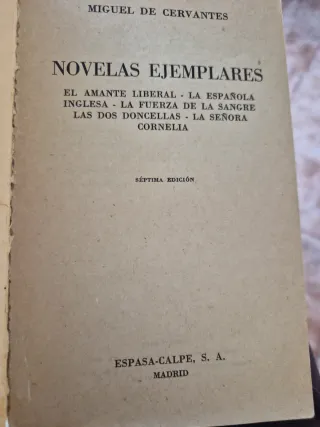 MIGUEL DE CERVANTES
NOVELAS EJEMPLARES
EL AMANTE LIBERAL - LA ESPAÑOLA
INGLESA - LA FUERZA DE LA SANGRE
LAS DOS DONCELLAS - LA SEÑORA
CORNELIA
SÉPTIMA EDICIÓN
ESPASA-CALPE, S. A.
MADRID